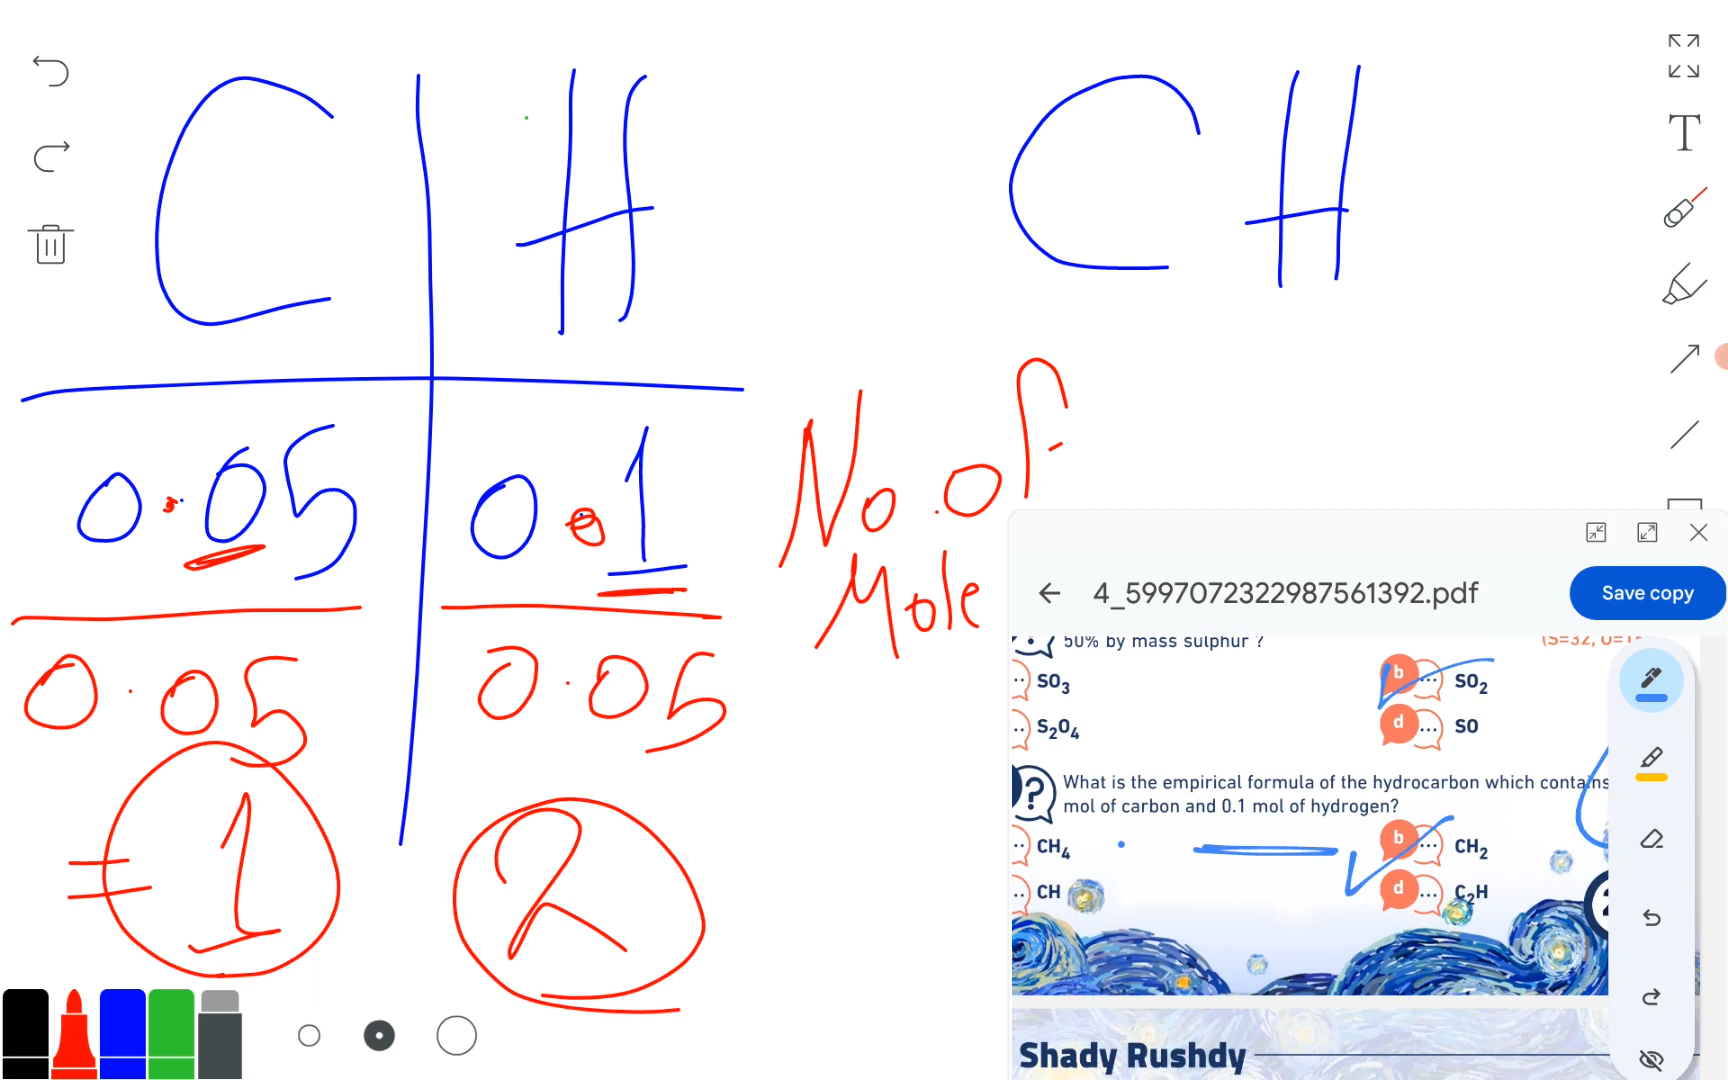 C H
C H
0.05 0.1
No. of
Mole
0.05 0.05
= 1 2
T
4_5997072322987561392.pdf
Save copy
50% by mass sulphur ?
SO₃
b SO₂
S₂O₄
d SO
? What is the empirical formula of the hydrocarbon which contains
mol of carbon and 0.1 mol of hydrogen?
CH₄
b CH₂
CH
d C₂H
Shady Rushdy